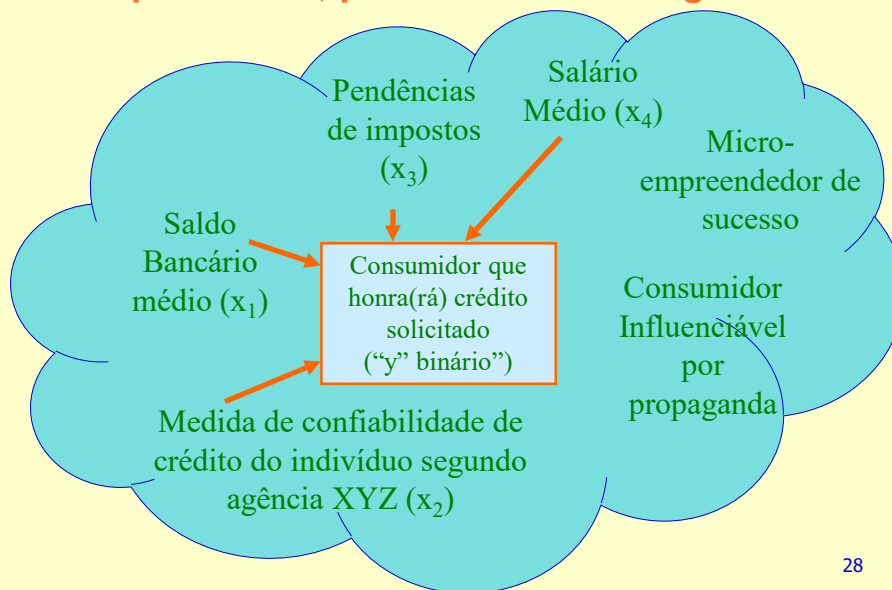 Pendências
de impostos
(x₃)
Salário
Médio (x₄)
Micro-
empreendedor de
sucesso
Saldo
Bancário
médio (x₁)
Consumidor que
honra(rá) crédito
solicitado
(“y” binário”)
Consumidor
Influenciável
por
propaganda
Medida de confiabilidade de
crédito do indivíduo segundo
agência XYZ (x₂)
28